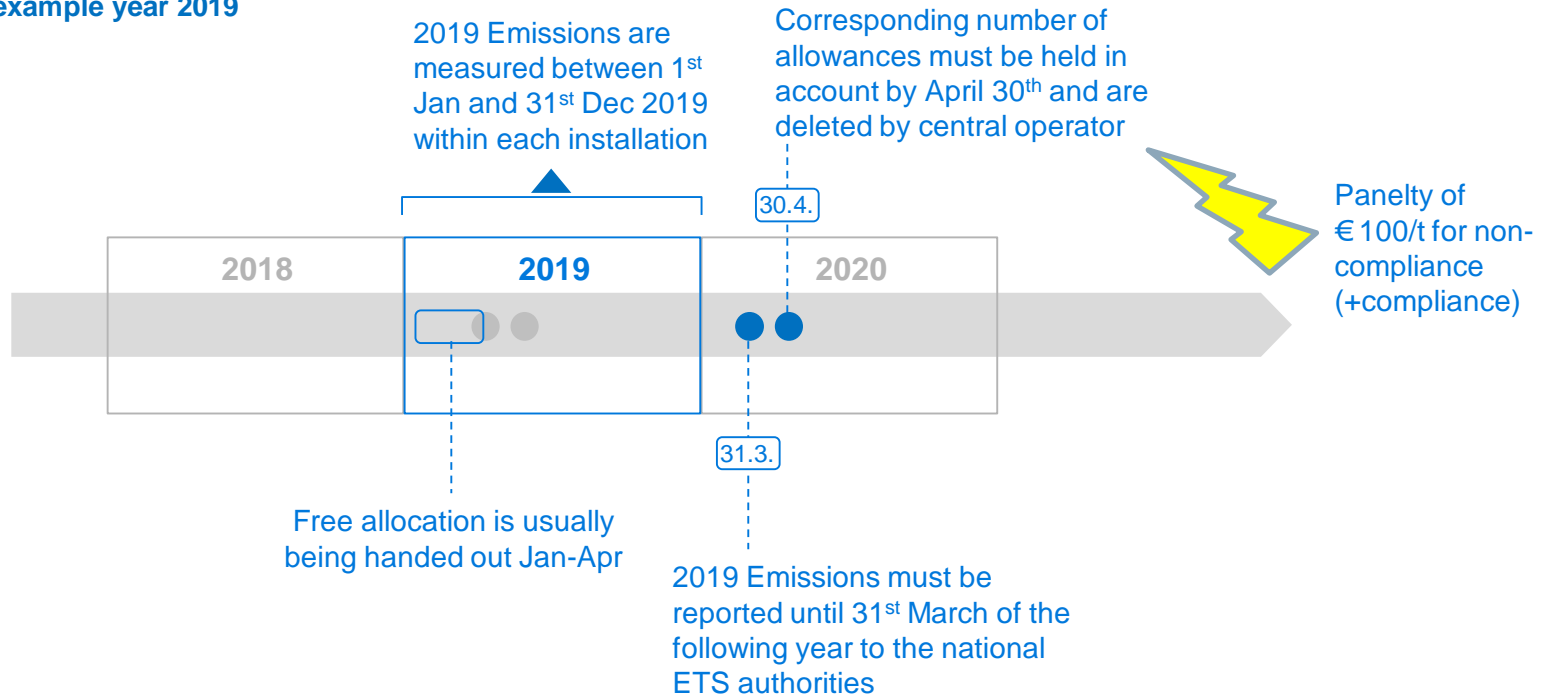 example year 2019
2019 Emissions are
measured between 1st
Jan and 31st Dec 2019
within each installation
Corresponding number of
allowances must be held in
account by April 30th and are
deleted by central operator
30.4.
Panelty of
€ 100/t for non-
compliance
(+compliance)
2018
2019
2020
31.3.
Free allocation is usually
being handed out Jan-Apr
2019 Emissions must be
reported until 31st March of the
following year to the national
ETS authorities